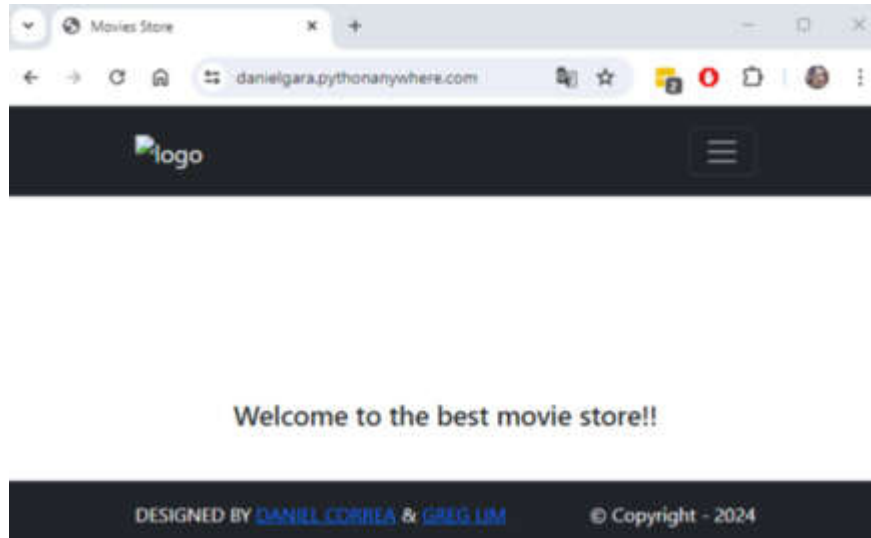 Movies Store
danielgara.pythonanywhere.com
2
logo
Welcome to the best movie store!!
DESIGNED BY DANIEL CORREA & GREG LIM © Copyright - 2024